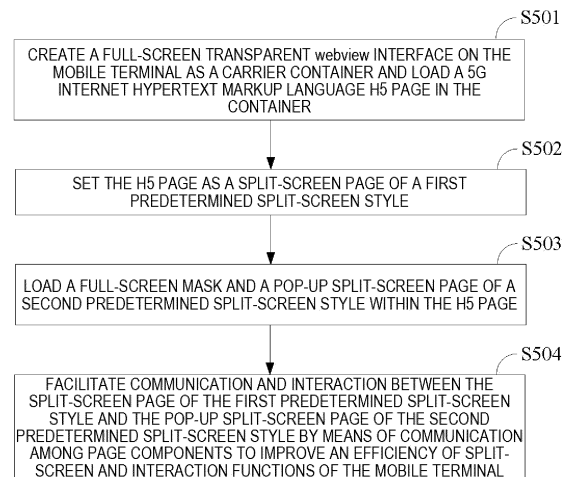 S501
CREATE A FULL-SCREEN TRANSPARENT webview INTERFACE ON THE
MOBILE TERMINAL AS A CARRIER CONTAINER AND LOAD A 5G
INTERNET HYPERTEXT MARKUP LANGUAGE H5 PAGE IN THE
CONTAINER
S502
SET THE H5 PAGE AS A SPLIT-SCREEN PAGE OF A FIRST
PREDETERMINED SPLIT-SCREEN STYLE
S503
LOAD A FULL-SCREEN MASK AND A POP-UP SPLIT-SCREEN PAGE OF A
SECOND PREDETERMINED SPLIT-SCREEN STYLE WITHIN THE H5 PAGE
S504
FACILITATE COMMUNICATION AND INTERACTION BETWEEN THE
SPLIT-SCREEN PAGE OF THE FIRST PREDETERMINED SPLIT-SCREEN
STYLE AND THE POP-UP SPLIT-SCREEN PAGE OF THE SECOND
PREDETERMINED SPLIT-SCREEN STYLE BY MEANS OF COMMUNICATION
AMONG PAGE COMPONENTS TO IMPROVE AN EFFICIENCY OF SPLIT-
SCREEN AND INTERACTION FUNCTIONS OF THE MOBILE TERMINAL